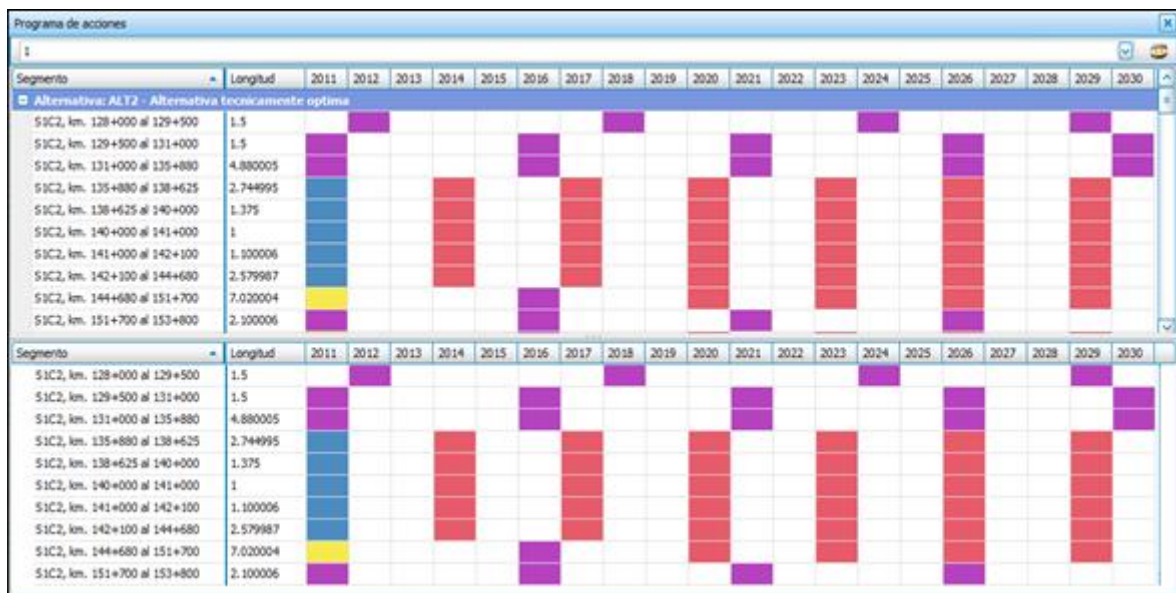 Programa de acciones
1
Segmento Longitud 2011 2012 2013 2014 2015 2016 2017 2018 2019 2020 2021 2022 2023 2024 2025 2026 2027 2028 2029 2030
Alternativa: ALT2 - Alternativa tecnicamente optima
S1C2, km. 128+000 al 129+500 1.5
S1C2, km. 129+500 al 131+000 1.5
S1C2, km. 131+000 al 135+880 4.880005
S1C2, km. 135+880 al 138+625 2.744995
S1C2, km. 138+625 al 140+000 1.375
S1C2, km. 140+000 al 141+000 1
S1C2, km. 141+000 al 142+100 1.100006
S1C2, km. 142+100 al 144+680 2.579987
S1C2, km. 144+680 al 151+700 7.020004
S1C2, km. 151+700 al 153+800 2.100006
Segmento Longitud 2011 2012 2013 2014 2015 2016 2017 2018 2019 2020 2021 2022 2023 2024 2025 2026 2027 2028 2029 2030
S1C2, km. 128+000 al 129+500 1.5
S1C2, km. 129+500 al 131+000 1.5
S1C2, km. 131+000 al 135+880 4.880005
S1C2, km. 135+880 al 138+625 2.744995
S1C2, km. 138+625 al 140+000 1.375
S1C2, km. 140+000 al 141+000 1
S1C2, km. 141+000 al 142+100 1.100006
S1C2, km. 142+100 al 144+680 2.579987
S1C2, km. 144+680 al 151+700 7.020004
S1C2, km. 151+700 al 153+800 2.100006